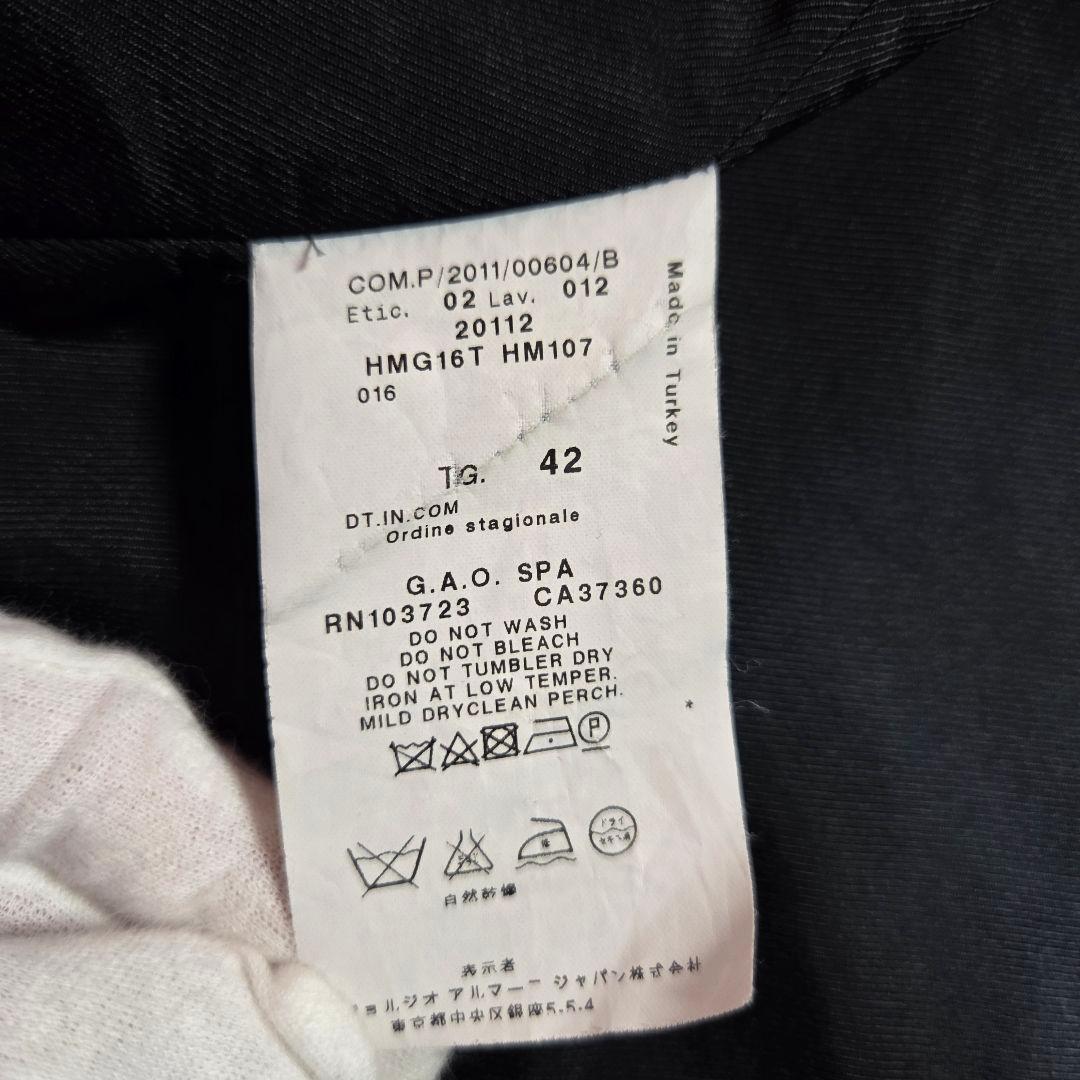 COM.P/2011/00604/B
Etic. 02 Lav. 012
20112
HMG16T HM107
016
Made in Turkey
TG. 42
DT.IN.COM
Ordine stagionale
G.A.O. SPA
RN103723 CA37360
DO NOT WASH
DO NOT BLEACH
DO NOT TUMBLER DRY
IRON AT LOW TEMPER.
MILD DRYCLEAN PERCH.
P
*
ドライ
低
自然乾燥
表示者
ョルジオ アルマーニ ジャパン株式会社
東京都中央区銀座5.5.4